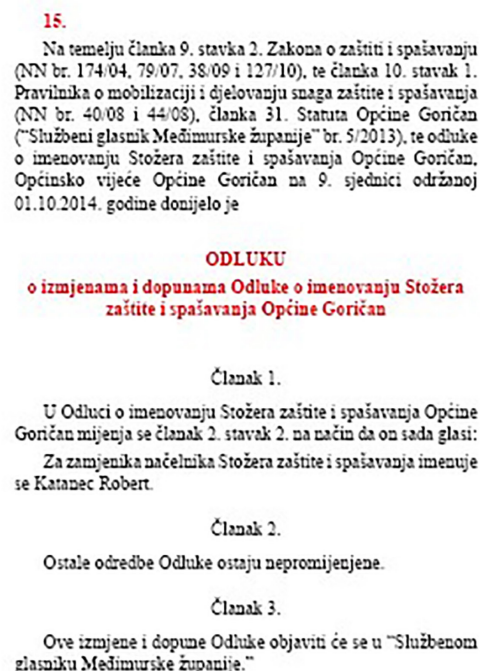 15.
Na temelju članka 9. stavka 2. Zakona o zaštiti i spašavanju
(NN br. 174/04, 79/07, 38/09 i 127/10), te članka 10. stavak 1.
Pravilnika o mobilizaciji i djelovanju snaga zaštite i spašavanja
(NN br. 40/08 i 44/08), članka 31. Statuta Općine Goričan
(“Službeni glasnik Međimurske županije” br. 5/2013), te odluke
o imenovanju Stožera zaštite i spašavanja Općine Goričan,
Općinsko vijeće Općine Goričan na 9. sjednici održanoj
01.10.2014. godine donijelo je
ODLUKU
o izmjenama i dopunama Odluke o imenovanju Stožera
zaštite i spašavanja Općine Goričan
Članak 1.
U Odluci o imenovanju Stožera zaštite i spašavanja Općine
Goričan mijenja se članak 2. stavak 2. na način da on sada glasi:
Za zamjenika načelnika Stožera zaštite i spašavanja imenuje
se Katanec Robert.
Članak 2.
Ostale odredbe Odluke ostaju nepromijenjene.
Članak 3.
Ove izmjene i dopune Odluke objaviti će se u “Službenom
glasniku Međimurske županije.”